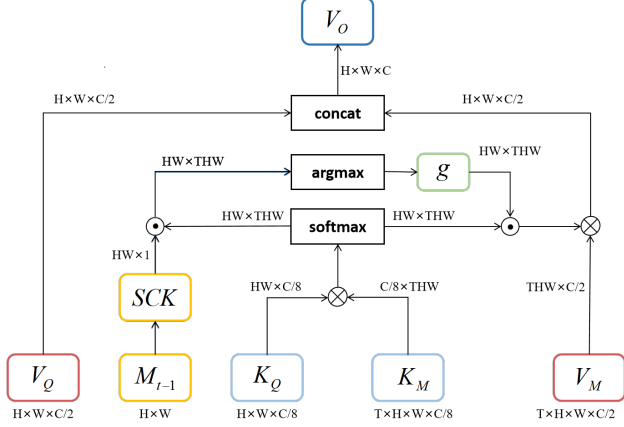 V_O
H×W×C
H×W×C/2
H×W×C/2
concat
HW×THW
argmax
g
HW×THW
HW×THW
softmax
HW×THW
HW×1
SCK
HW×C/8
C/8×THW
THW×C/2
V_Q
M_{t-1}
K_Q
K_M
V_M
H×W×C/2
H×W
H×W×C/8
T×H×W×C/8
T×H×W×C/2